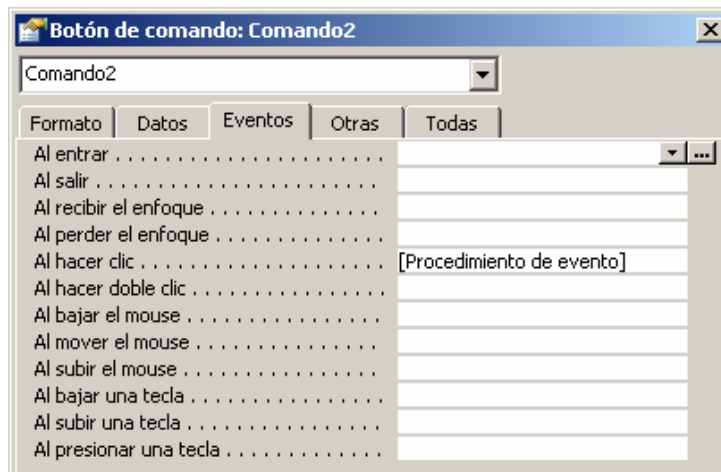 Botón de comando: Comando2
Comando2
Formato Datos Eventos Otras Todas
Al entrar . . . . . . . . . . . . . . . . . . . . . . . ...
Al salir . . . . . . . . . . . . . . . . . . . . . . . .
Al recibir el enfoque . . . . . . . . . . . . . .
Al perder el enfoque . . . . . . . . . . . . .
Al hacer clic . . . . . . . . . . . . . . . . . . . . [Procedimiento de evento]
Al hacer doble clic . . . . . . . . . . . . . . .
Al bajar el mouse . . . . . . . . . . . . . . . .
Al mover el mouse . . . . . . . . . . . . . . .
Al subir el mouse . . . . . . . . . . . . . . . .
Al bajar una tecla . . . . . . . . . . . . . . . .
Al subir una tecla . . . . . . . . . . . . . . . .
Al presionar una tecla . . . . . . . . . . . . .